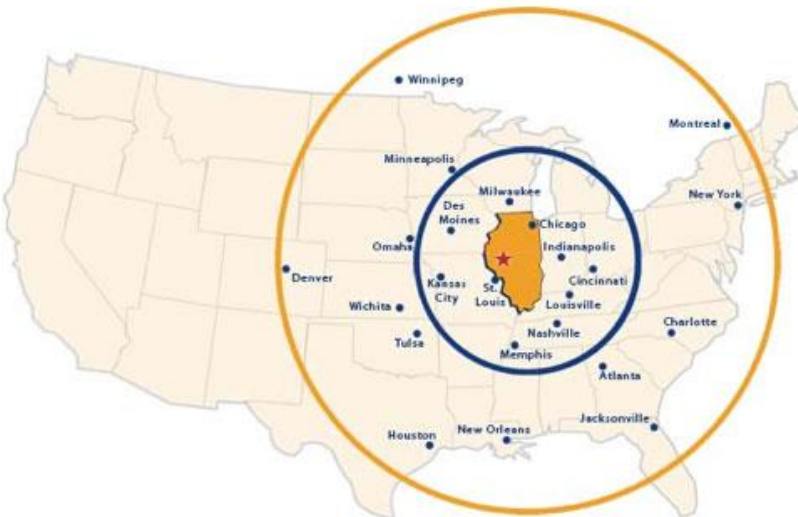 Winnipeg
Montreal
Minneapolis
Milwaukee
New York
Des
Moines
Chicago
Omaha
Indianapolis
Denver
Kansas
City
St.
Louis
Cincinnati
Louisville
Wichita
Nashville
Charlotte
Tulsa
Memphis
Atlanta
Jacksonville
New Orleans
Houston